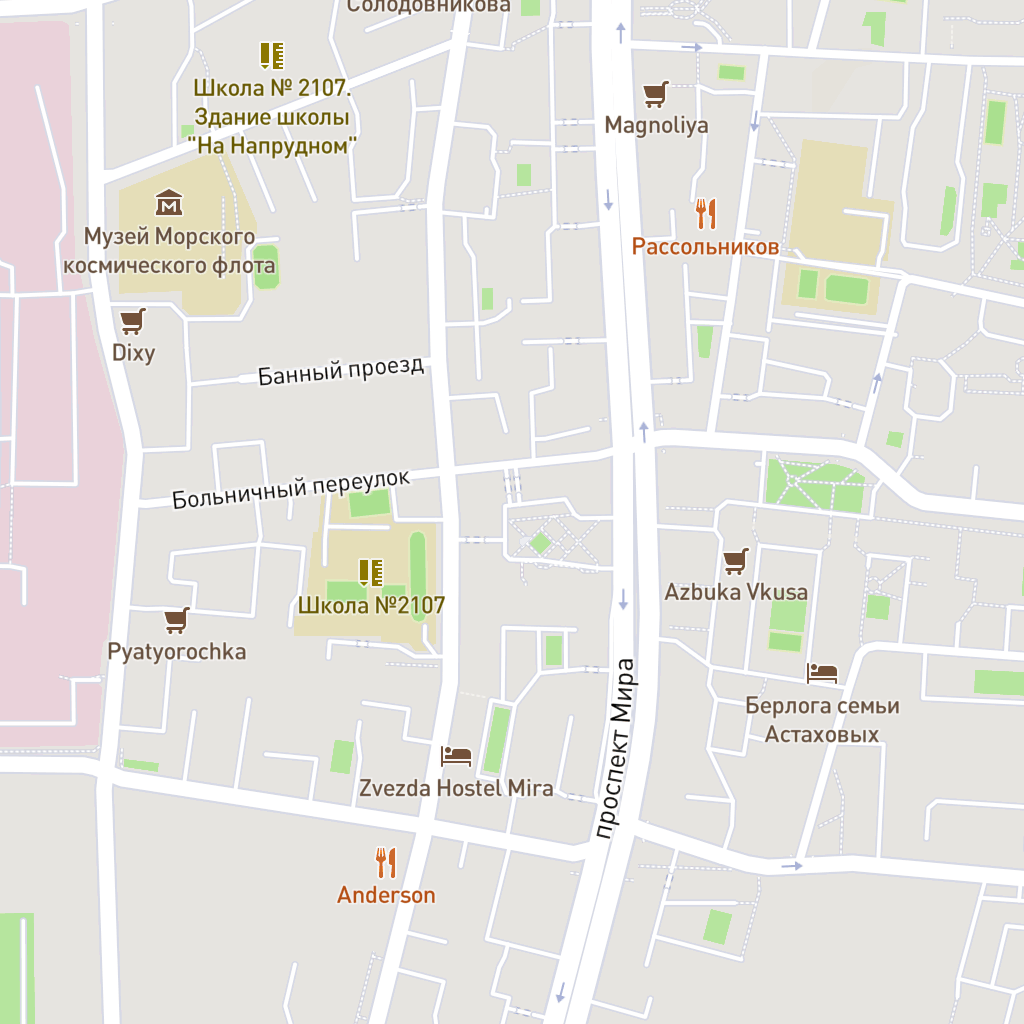 Солодовникова
Школа № 2107.
Здание школы
"На Напрудном"
Magnoliya
Музей Морского
космического флота
Рассольников
Dixy
Банный проезд
Больничный переулок
Azbuka Vkusa
Школа №2107
Pyatyorochka
проспект Мира
Берлога семьи
Астаховых
Zvezda Hostel Mira
Anderson